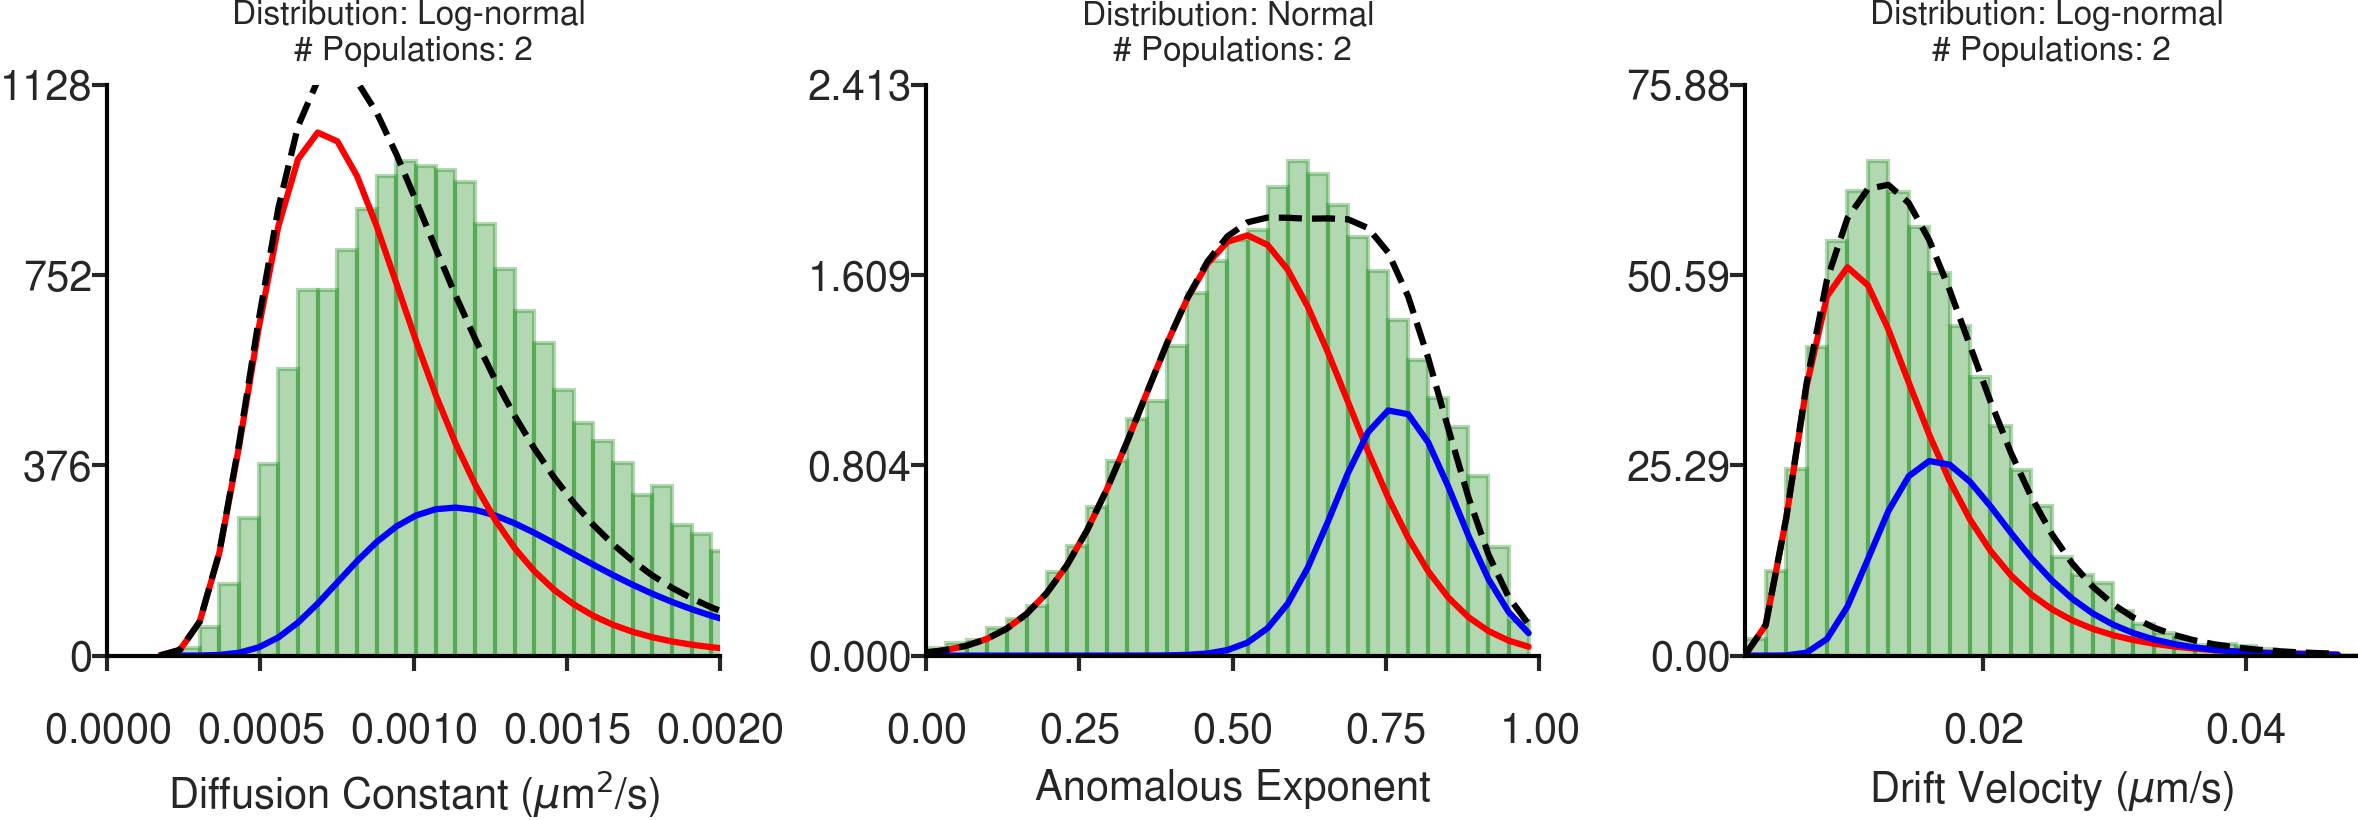 Distribution: Log-normal
# Populations: 2
1128
752
376
0
0.0000 0.0005 0.0010 0.0015 0.0020
Diffusion Constant (μm²/s)
Distribution: Normal
# Populations: 2
2.413
1.609
0.804
0.000
0.00 0.25 0.50 0.75 1.00
Anomalous Exponent
Distribution: Log-normal
# Populations: 2
75.88
50.59
25.29
0.00
0.02 0.04
Drift Velocity (μm/s)